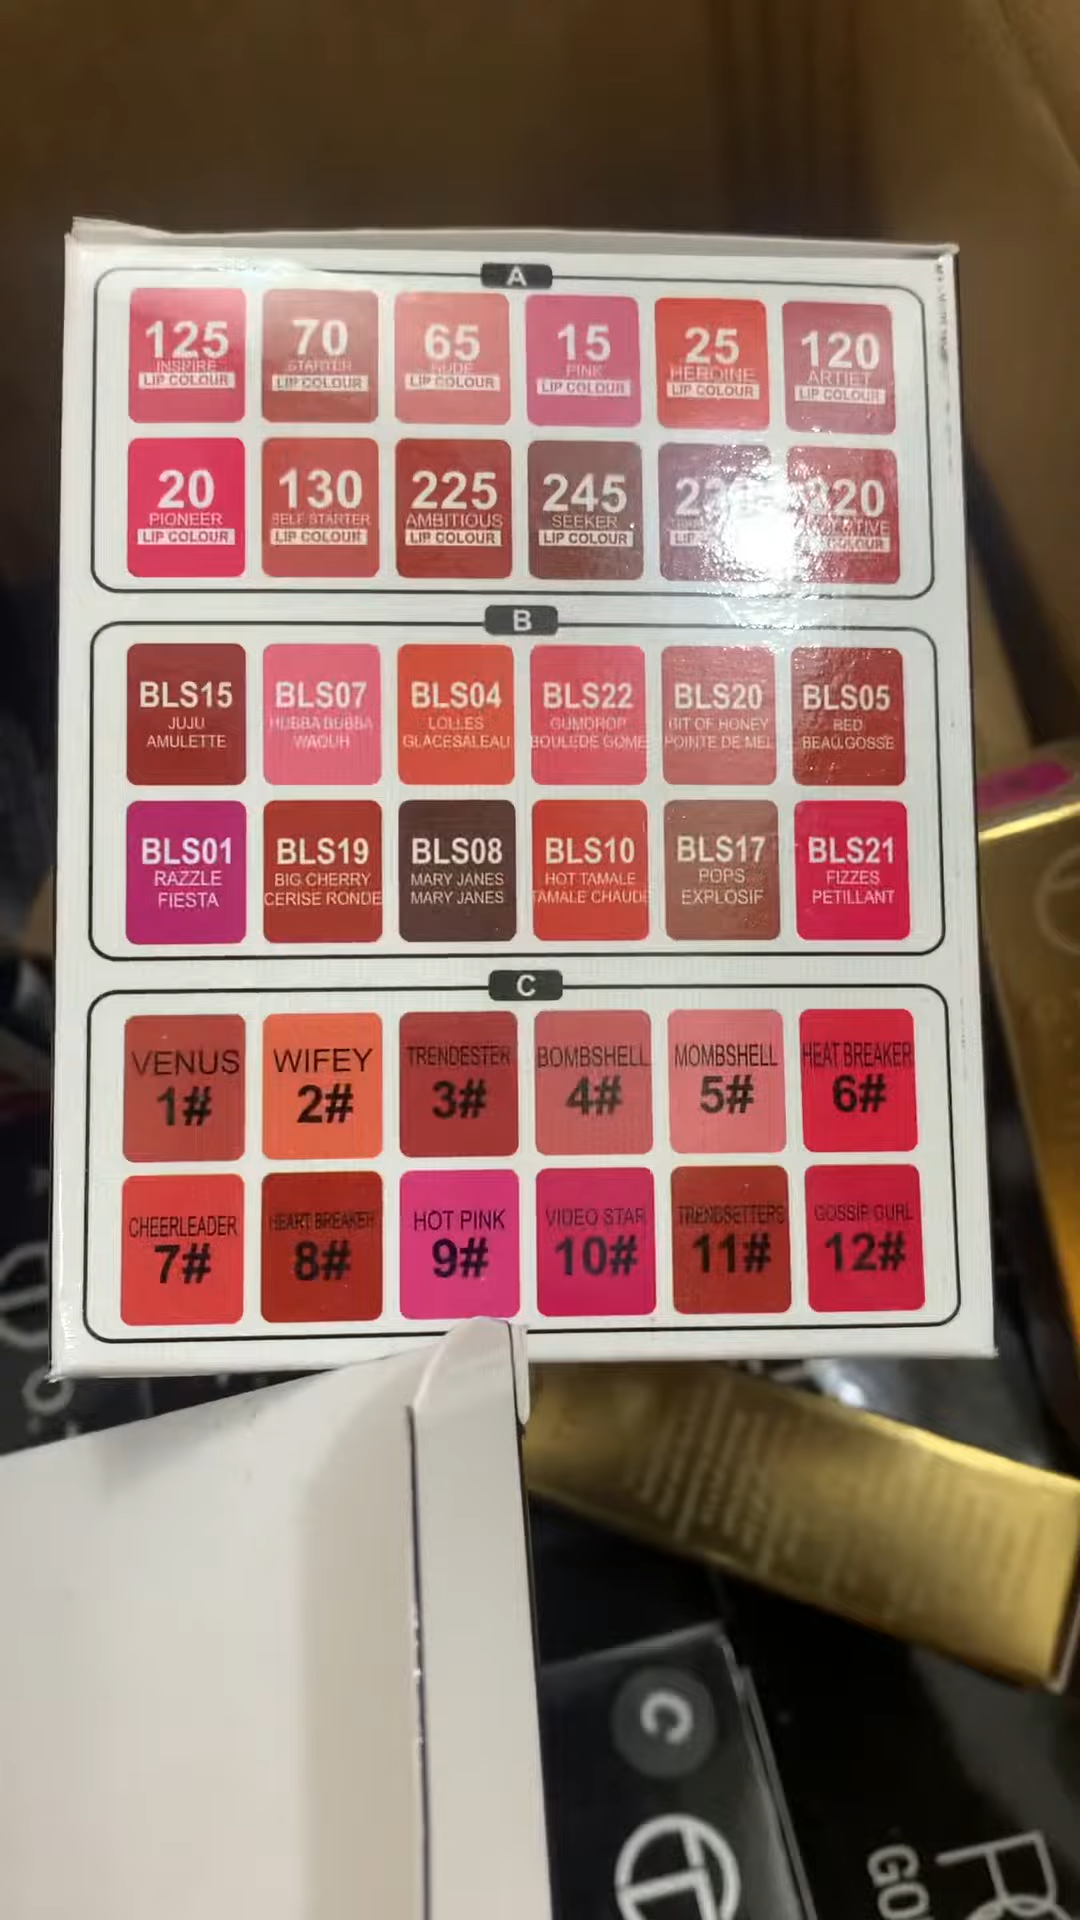 A
125
INSPIRE
LIP COLOUR
70
STARTER
LIP COLOUR
65
NUDE
LIP COLOUR
15
PINK
LIP COLOUR
25
HEROINE
LIP COLOUR
120
ARTIET
LIP COLOUR
20
PIONEER
LIP COLOUR
130
SELF STARTER
LIP COLOUR
225
AMBITIOUS
LIP COLOUR
245
SEEKER
LIP COLOUR
LIP
COLOUR
B
BLS15
JUJU
AMULETTE
BLS07
HUBBA BUBBA
WAOUH
BLS04
LOLLES
GLACESALEAU
BLS22
GUMDROP
BOULEDE GOME
BLS20
BIT OF HONEY
POINTE DE MEL
BLS05
RED
BEAU.GOSSE
BLS01
RAZZLE
FIESTA
BLS19
BIG CHERRY
CERISE RONDE
BLS08
MARY JANES
MARY JANES
BLS10
HOT TAMALE
TAMALE CHAUDE
BLS17
POPS
EXPLOSIF
BLS21
FIZZES
PETILLANT
C
VENUS
1#
WIFEY
2#
TRENDESTER
3#
BOMBSHELL
4#
MOMBSHELL
5#
HEAT BREAKER
6#
CHEERLEADER
7#
HEART BREAKER
8#
HOT PINK
9#
VIDEO STAR
10#
TRENDSETTERS
11#
GOSSIP GURL
12#
C